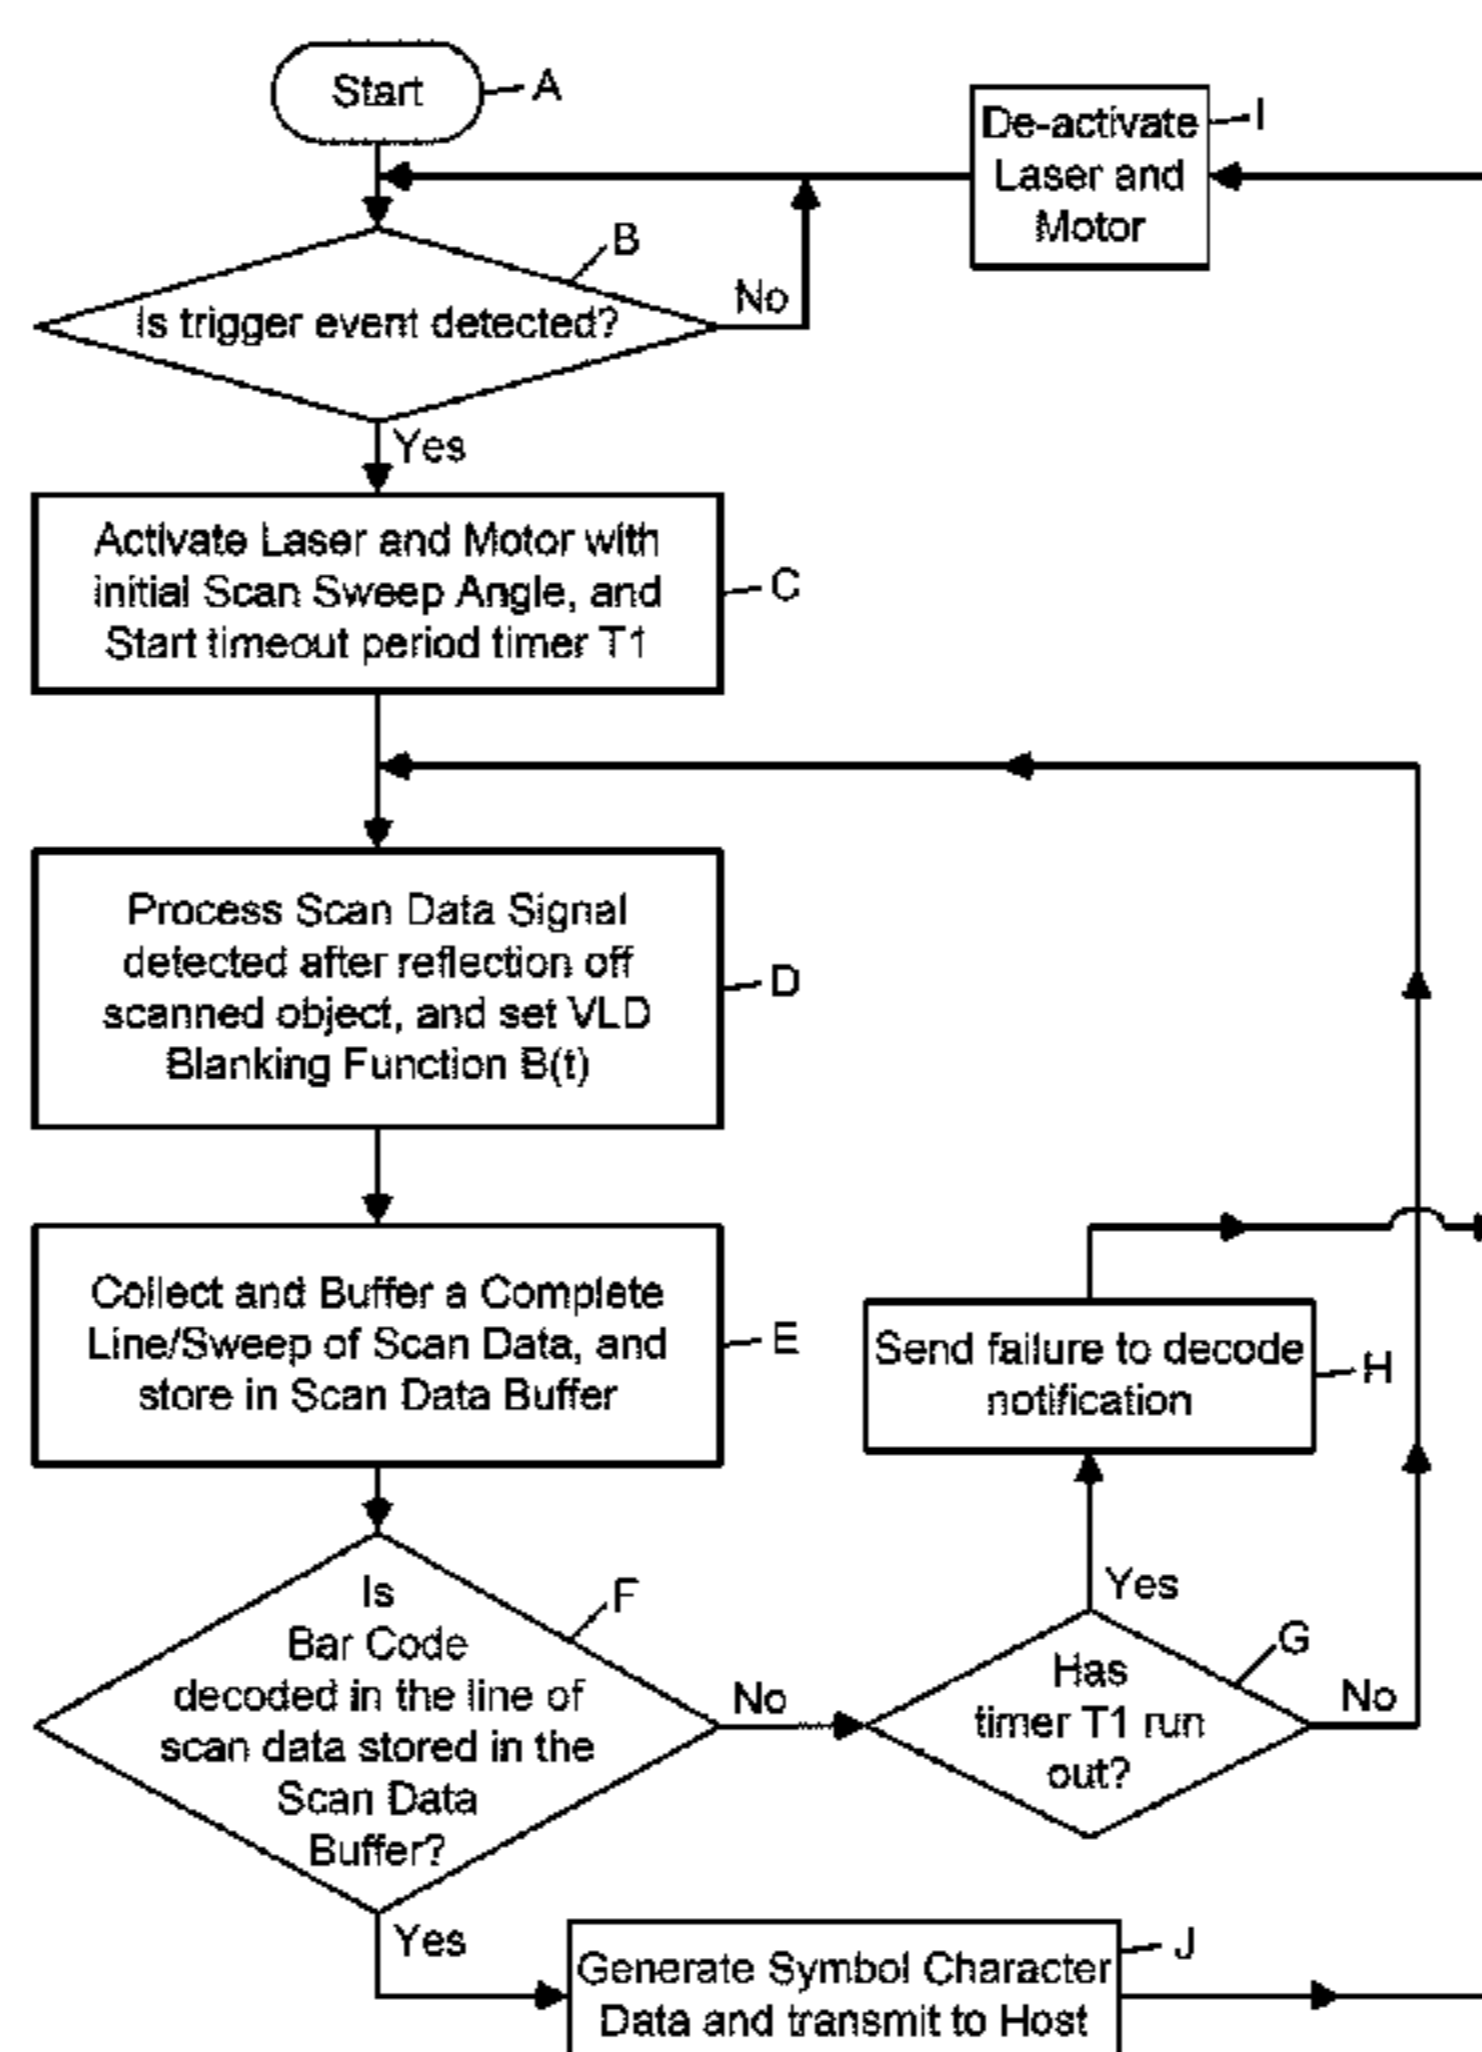 Start
A
De-activate
Laser and
Motor
I
B
Is trigger event detected?
No
Yes
Activate Laser and Motor with
initial Scan Sweep Angle, and
Start timeout period timer T1
C
Process Scan Data Signal
detected after reflection off
scanned object, and set VLD
Blanking Function B(t)
D
Collect and Buffer a Complete
Line/Sweep of Scan Data, and
store in Scan Data Buffer
E
Send failure to decode
notification
H
Is
Bar Code
decoded in the line of
scan data stored in the
Scan Data
Buffer?
F
No
Yes
Has
timer T1 run
out?
G
No
Yes
Generate Symbol Character
Data and transmit to Host
J